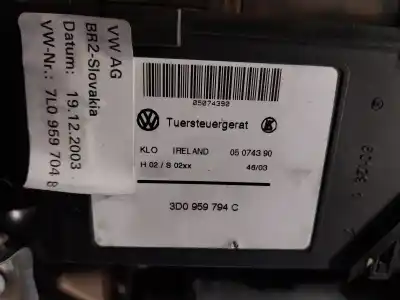 VW AG
BR2-Slovakia
Datum: 19.12.2003
VW-Nr.: 7L0 959 704 B
05074390
Tuersteuergerat
KLO IRELAND 05 0743 90
H 02 / S 02xx 46/03
3D0 959 794 C